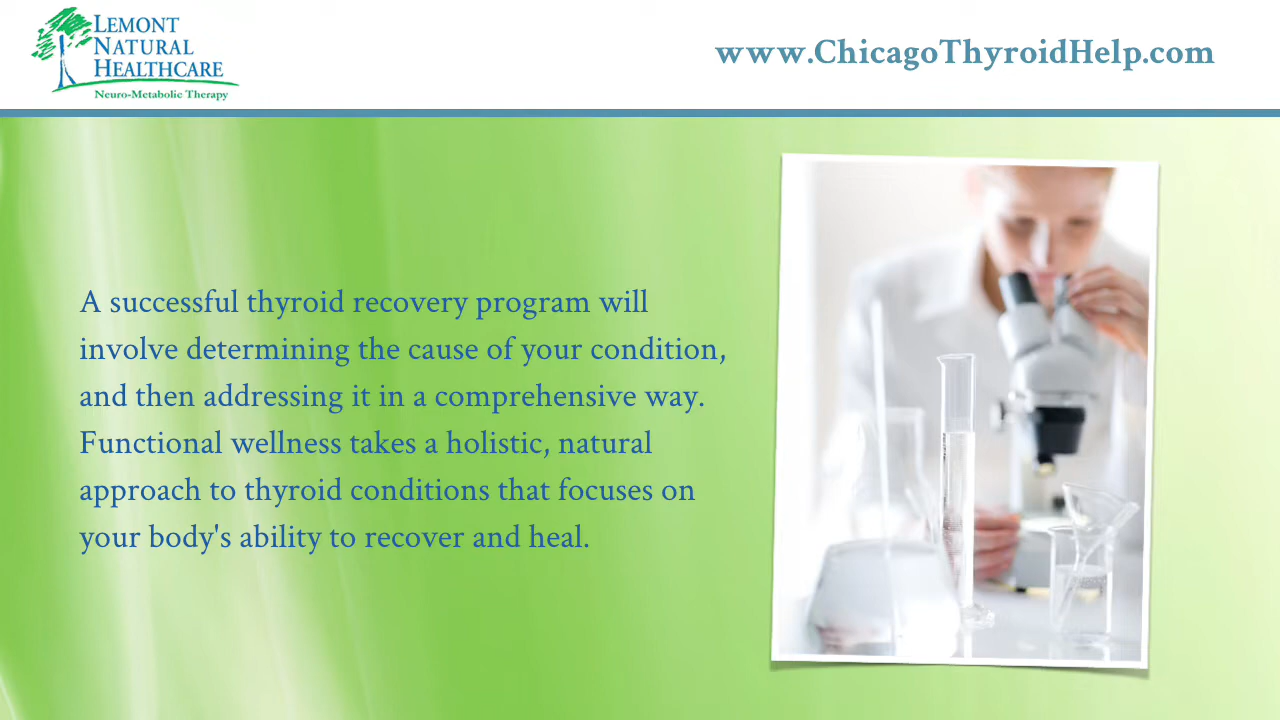 LEMONT
NATURAL
HEALTHCARE
Neuro-Metabolic Therapy
www.ChicagoThyroidHelp.com
A successful thyroid recovery program will
involve determining the cause of your condition,
and then addressing it in a comprehensive way.
Functional wellness takes a holistic, natural
approach to thyroid conditions that focuses on
your body's ability to recover and heal.